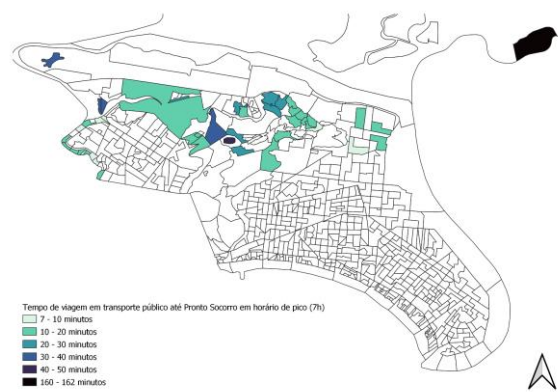 Tempo de viagem em transporte público até Pronto Socorro em horário de pico (7h)
7 - 10 minutos
10 - 20 minutos
20 - 30 minutos
30 - 40 minutos
40 - 50 minutos
160 - 162 minutos